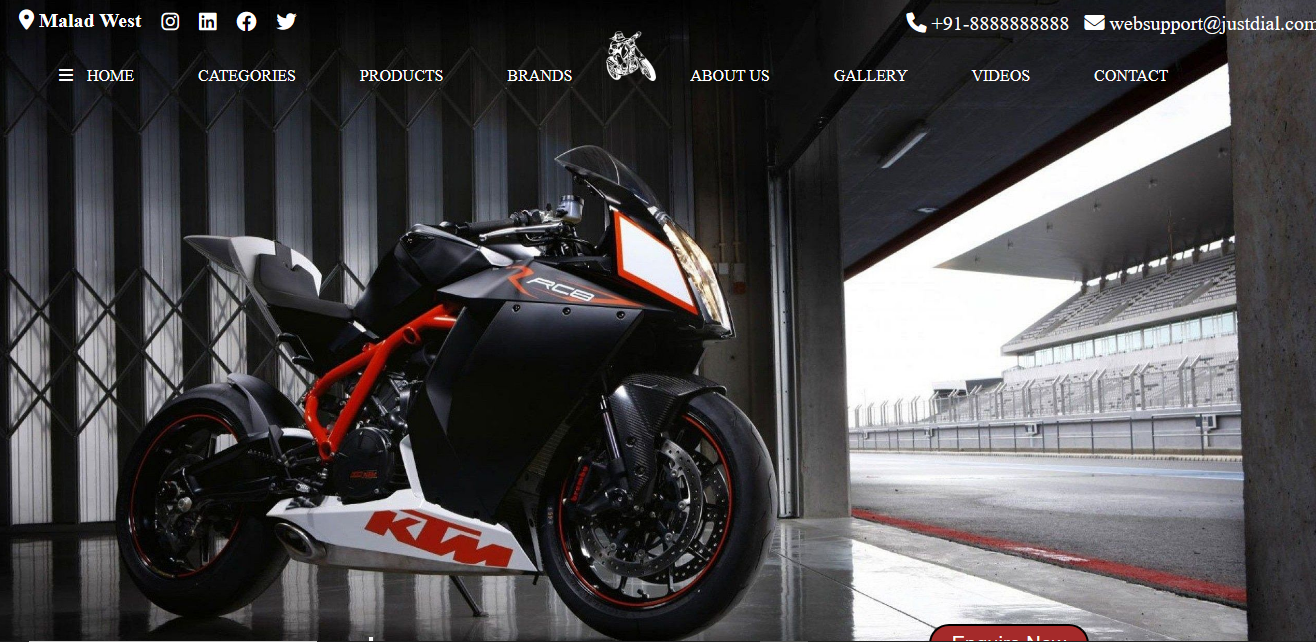 Malad West
+91-8888888888 websupport@justdial.com
HOME CATEGORIES PRODUCTS BRANDS ABOUT US GALLERY VIDEOS CONTACT
RC8
brembo
KTM
Enquire Now